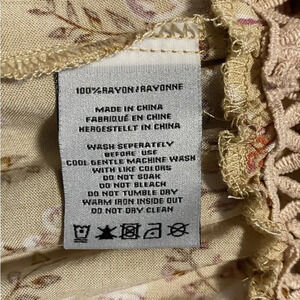 100%RAYON/RAYONNE
MADE IN CHINA
FABRIQUÉ EN CHINE
HERGESTELLT IN CHINA
WASH SEPERATELY
BEFORE USE
COOL GENTLE MACHINE WASH
WITH LIKE COLORS
DO NOT SOAK
DO NOT BLEACH
DO NOT TUMBLE DRY
WARM IRON INSIDE OUT
DO NOT DRY CLEAN